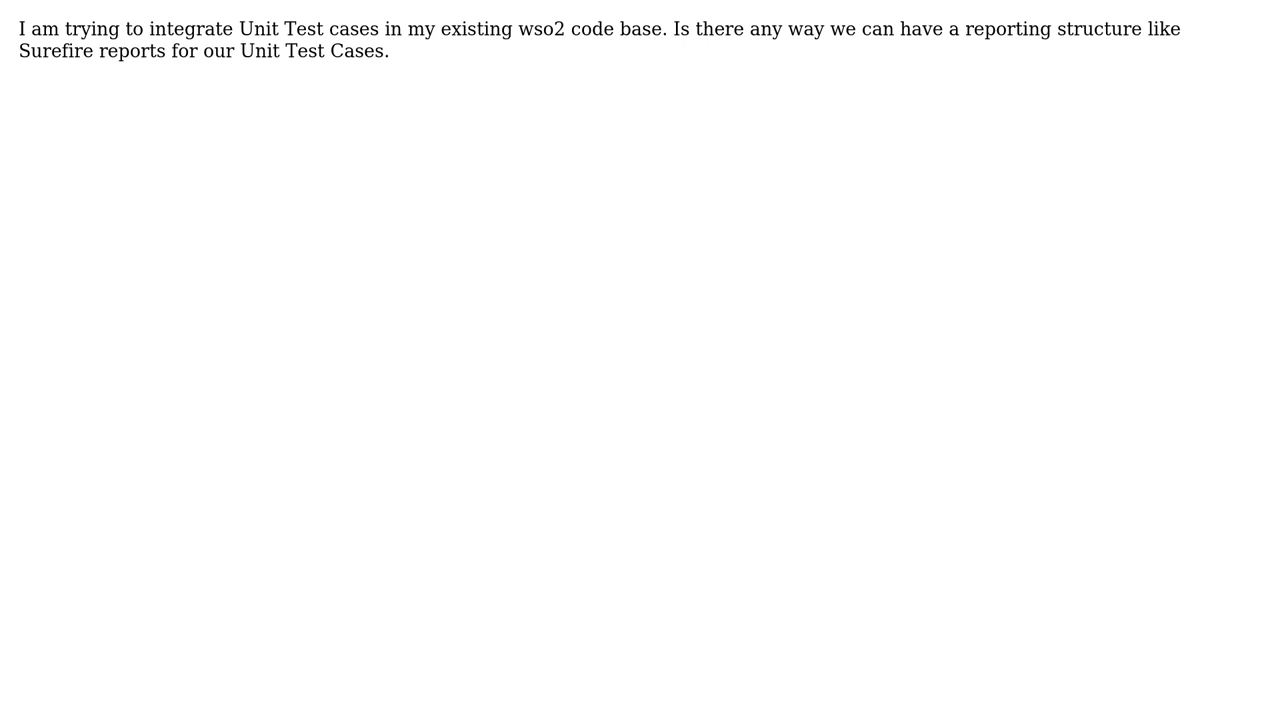 I am trying to integrate Unit Test cases in my existing wso2 code base. Is there any way we can have a reporting structure like
Surefire reports for our Unit Test Cases.